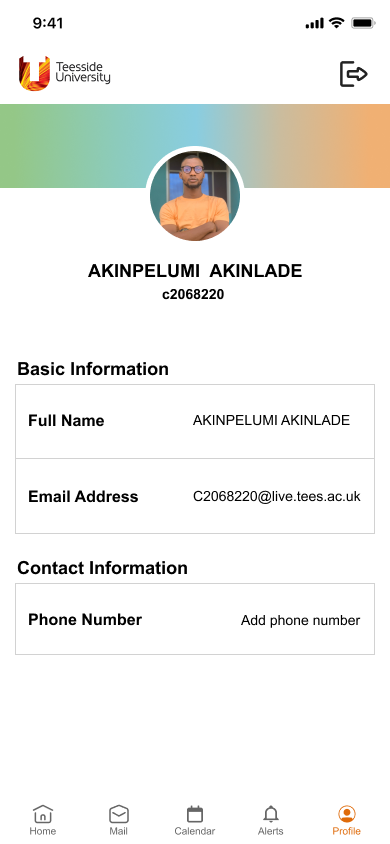 9:41
Teesside
University
AKINPELUMI AKINLADE
c2068220
Basic Information
Full Name AKINPELUMI AKINLADE
Email Address C2068220@live.tees.ac.uk
Contact Information
Phone Number Add phone number
Home Mail Calendar Alerts Profile